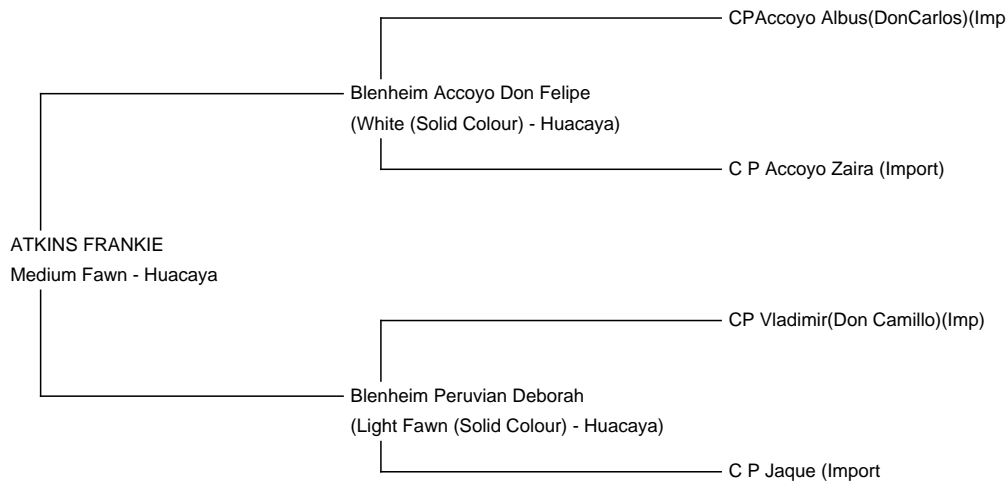 CPAccoyo Albus(DonCarlos)(Imp
Blenheim Accoyo Don Felipe
(White (Solid Colour) - Huacaya)
C P Accoyo Zaira (Import)
ATKINS FRANKIE
Medium Fawn - Huacaya
CP Vladimir(Don Camillo)(Imp)
Blenheim Peruvian Deborah
(Light Fawn (Solid Colour) - Huacaya)
C P Jaque (Import